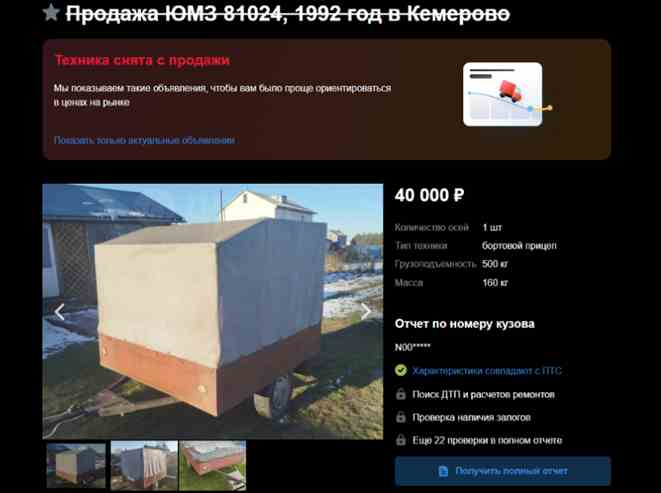 Продажа ЮМЗ 81024, 1992 год в Кемерово
Техника снята с продажи
Мы показываем такие объявления, чтобы вам было проще ориентироваться
в ценах на рынке
Показать только актуальные объявления
40 000 ₽
Количество осей 1 шт
Тип техники бортовой прицеп
Грузоподъемность 500 кг
Масса 160 кг
Отчет по номеру кузова
N00*****
Характеристики совпадают с ПТС
Поиск ДТП и расчетов ремонтов
Проверка наличия залогов
Еще 22 проверки в полном отчете
Получить полный отчет